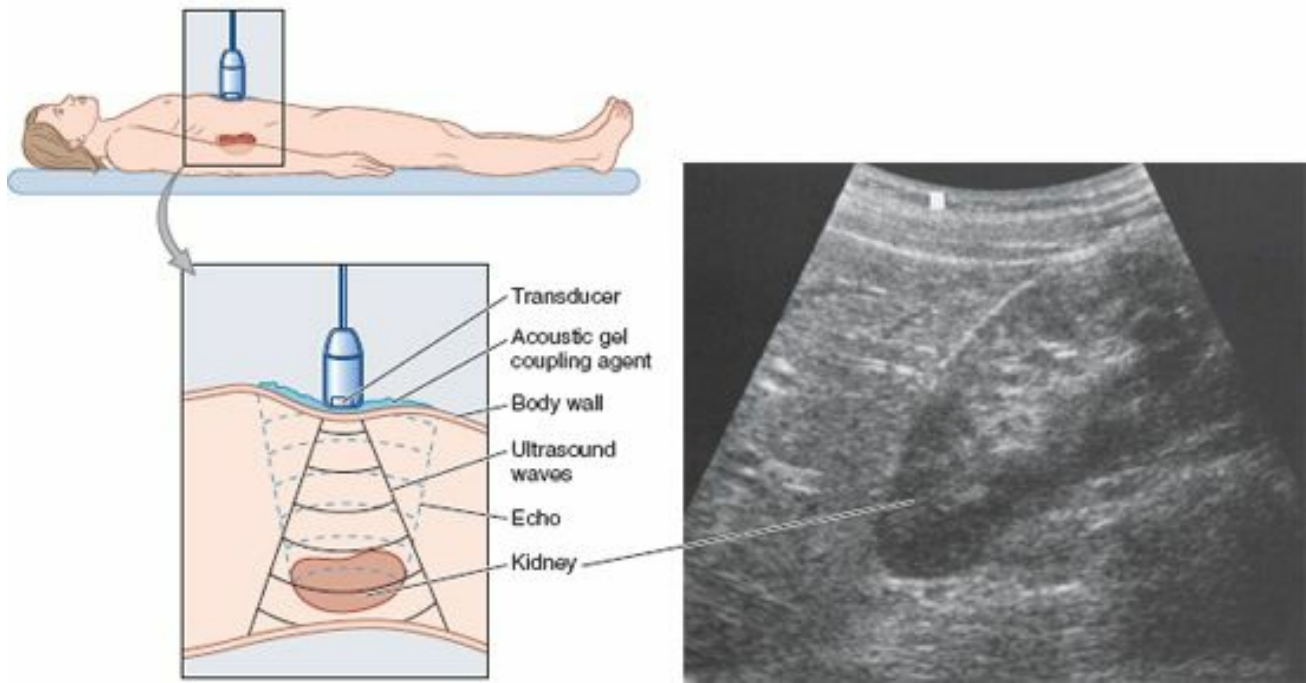 Transducer
Acoustic gel
coupling agent
Body wall
Ultrasound
waves
Echo
Kidney